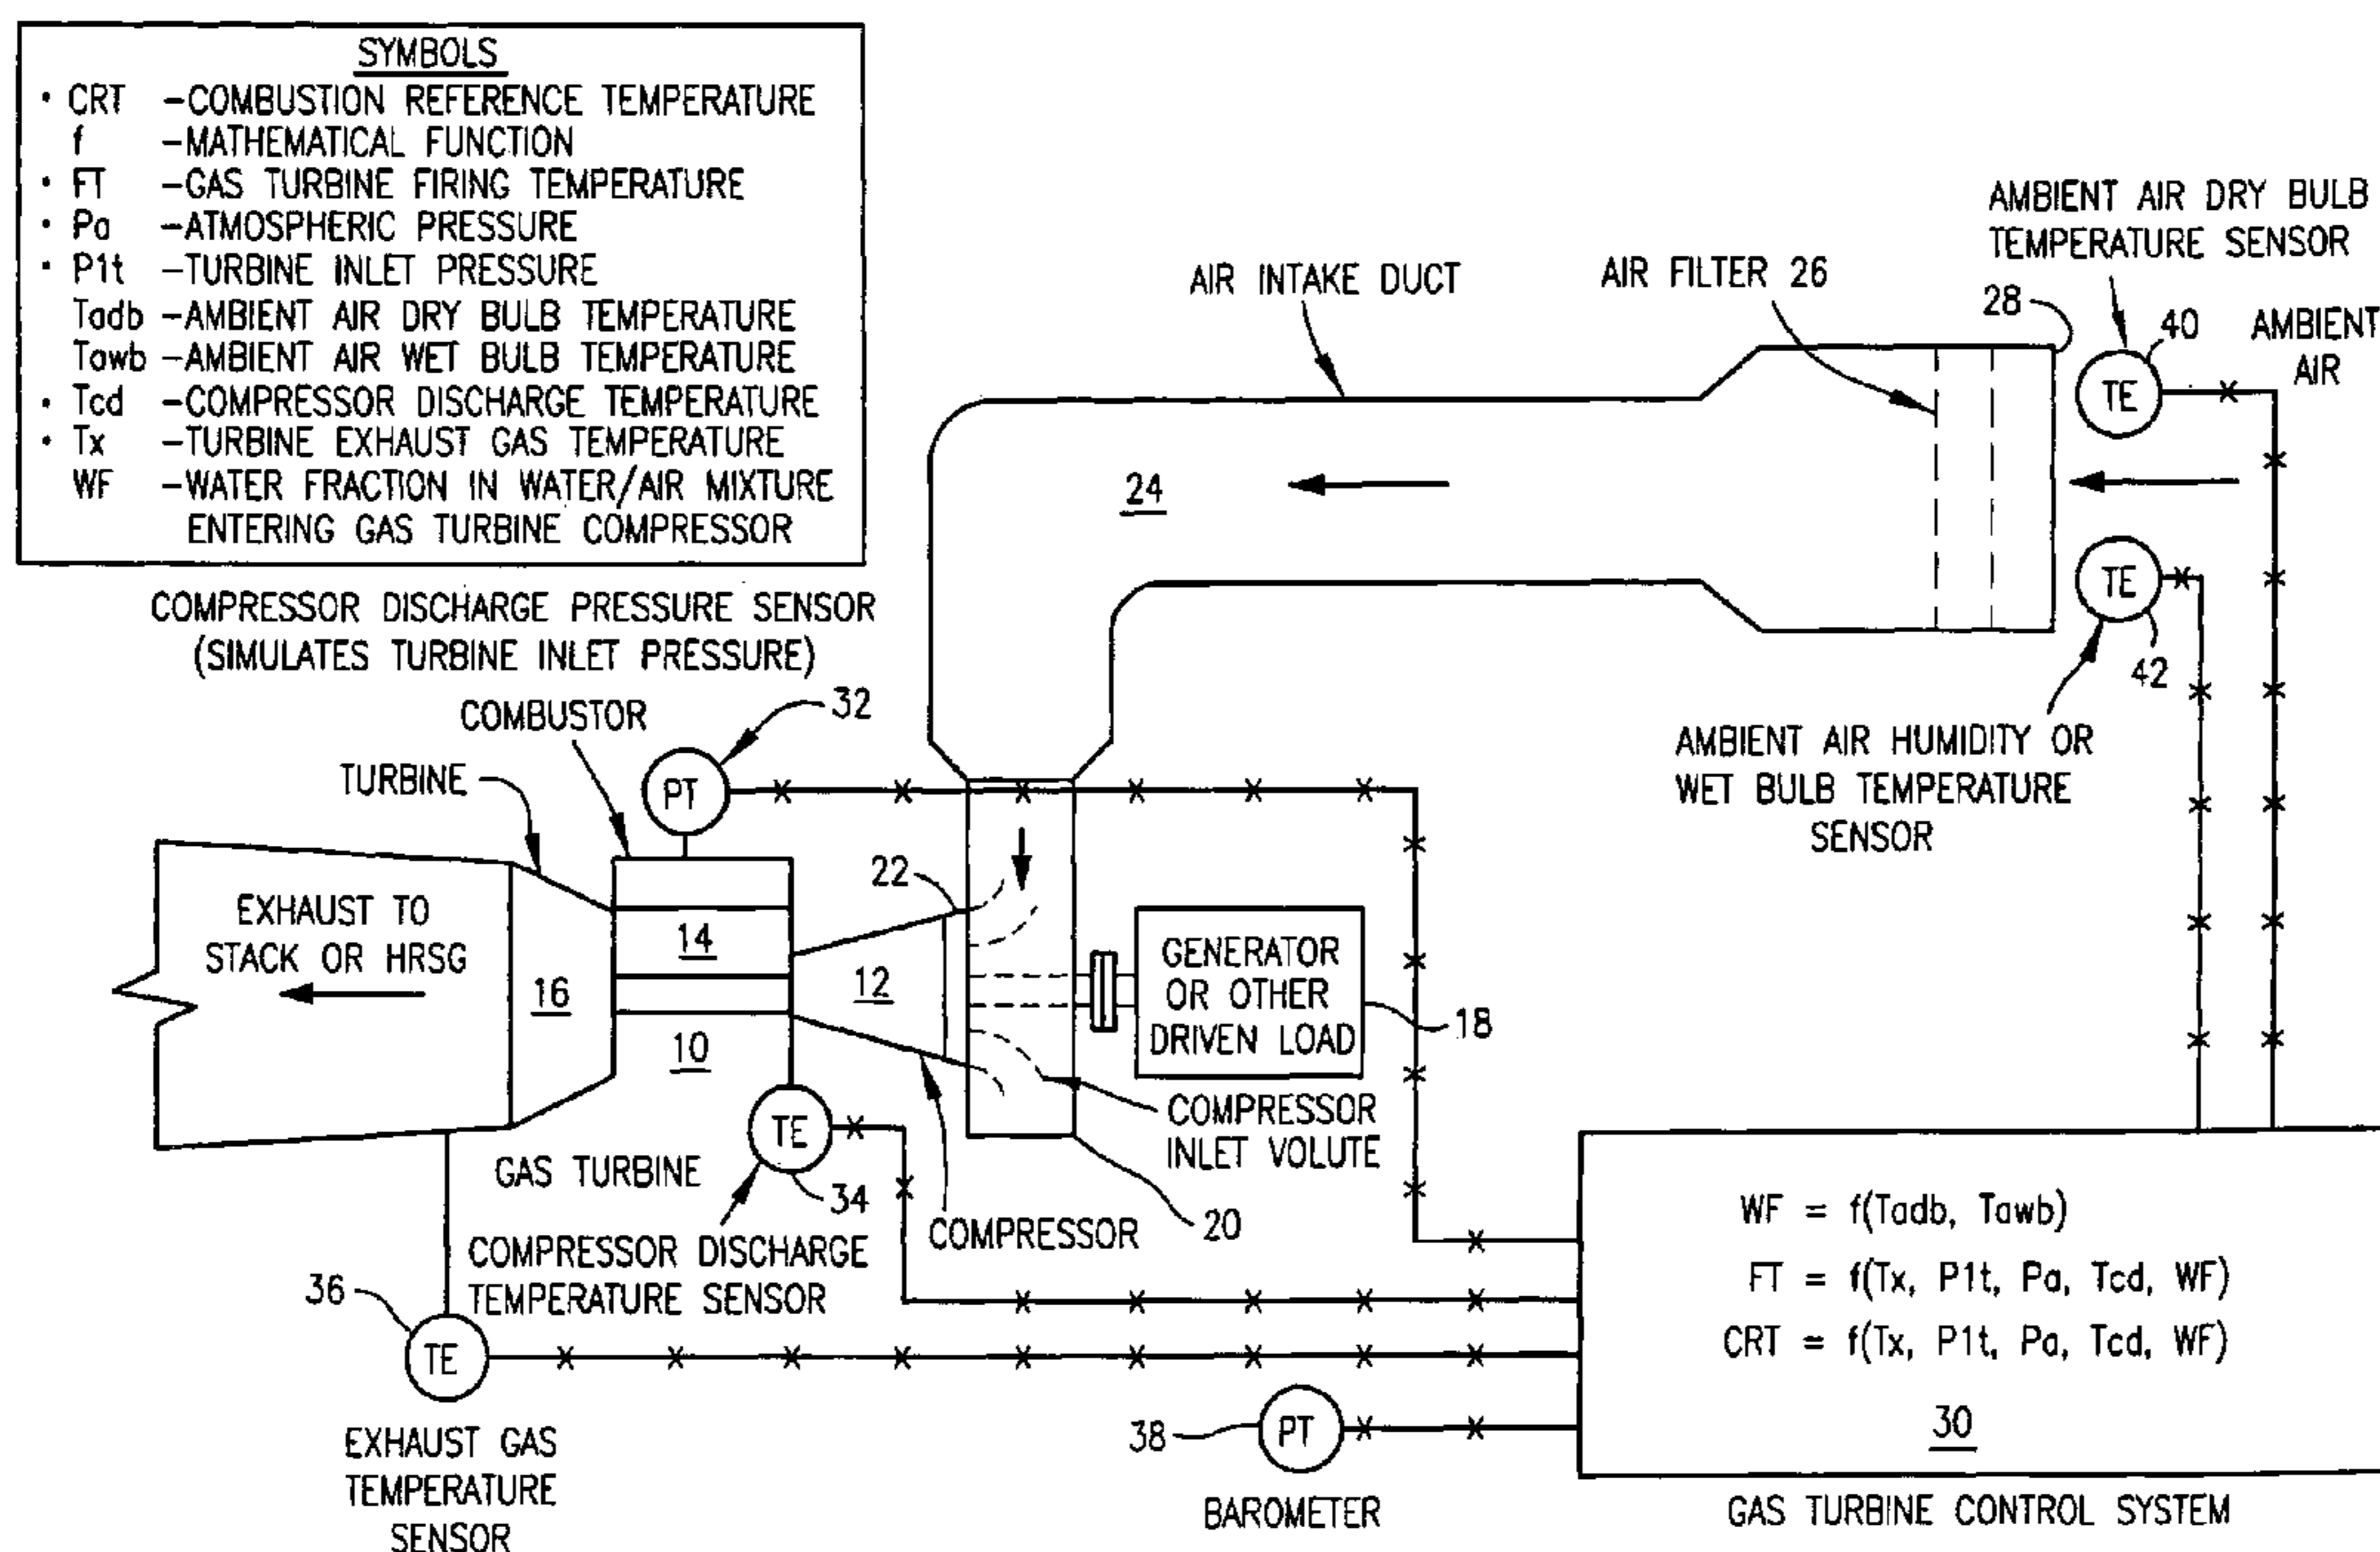 SYMBOLS
· CRT –COMBUSTION REFERENCE TEMPERATURE
f –MATHEMATICAL FUNCTION
· FT –GAS TURBINE FIRING TEMPERATURE
· Pa –ATMOSPHERIC PRESSURE
· P1t –TURBINE INLET PRESSURE
Tadb –AMBIENT AIR DRY BULB TEMPERATURE
Tawb –AMBIENT AIR WET BULB TEMPERATURE
· Tcd –COMPRESSOR DISCHARGE TEMPERATURE
· Tx –TURBINE EXHAUST GAS TEMPERATURE
WF –WATER FRACTION IN WATER/AIR MIXTURE
ENTERING GAS TURBINE COMPRESSOR
AMBIENT AIR DRY BULB
TEMPERATURE SENSOR
AIR INTAKE DUCT
AIR FILTER 26
28
40
AMBIENT
AIR
TE
24
TE
42
COMPRESSOR DISCHARGE PRESSURE SENSOR
(SIMULATES TURBINE INLET PRESSURE)
COMBUSTOR
32
TURBINE
PT
AMBIENT AIR HUMIDITY OR
WET BULB TEMPERATURE
SENSOR
22
EXHAUST TO
STACK OR HRSG
14
16
12
10
GENERATOR
OR OTHER
DRIVEN LOAD
18
COMPRESSOR
INLET VOLUTE
TE
GAS TURBINE
34
COMPRESSOR
20
COMPRESSOR DISCHARGE
TEMPERATURE SENSOR
36
TE
EXHAUST GAS
TEMPERATURE
SENSOR
38
PT
BAROMETER
WF = f(Tadb, Tawb)
FT = f(Tx, P1t, Pa, Tcd, WF)
CRT = f(Tx, P1t, Pa, Tcd, WF)
30
GAS TURBINE CONTROL SYSTEM